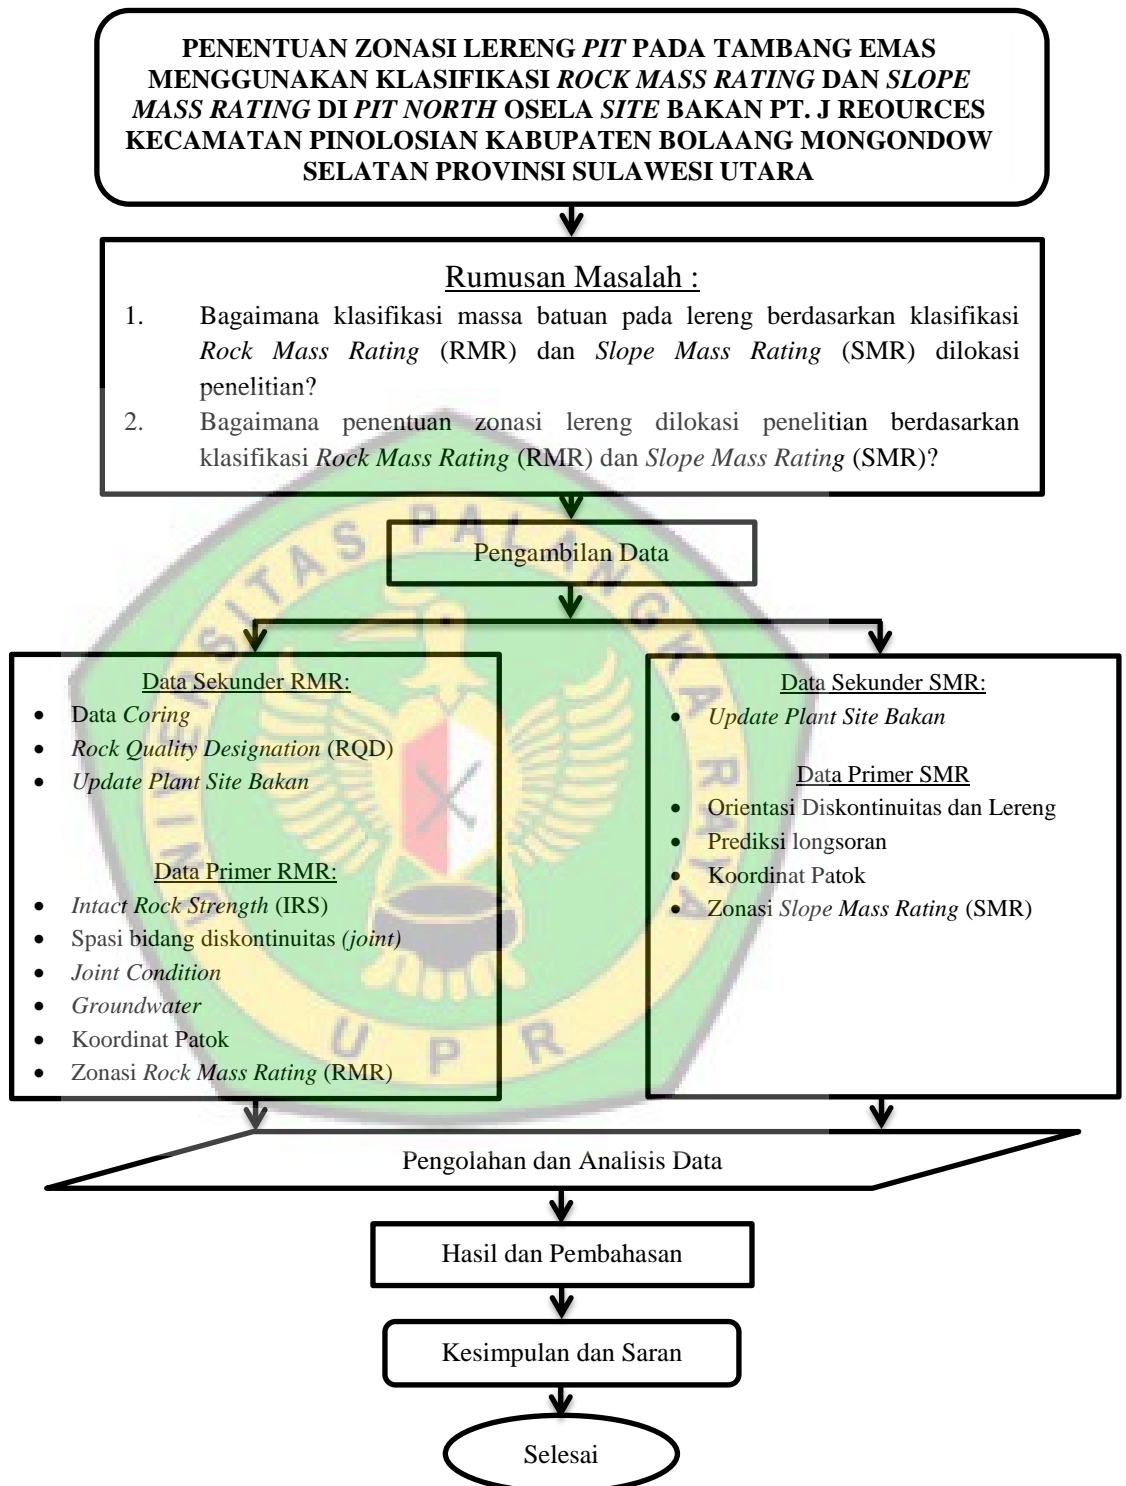 PENENTUAN ZONASI LERENG PIT PADA TAMBANG EMAS
MENGGUNAKAN KLASIFIKASI ROCK MASS RATING DAN SLOPE
MASS RATING DI PIT NORTH OSELA SITE BAKAN PT. J REOURCES
KECAMATAN PINOLOSIAN KABUPATEN BOLAANG MONGONDOW
SELATAN PROVINSI SULAWESI UTARA
Rumusan Masalah :
1. Bagaimana klasifikasi massa batuan pada lereng berdasarkan klasifikasi
Rock Mass Rating (RMR) dan Slope Mass Rating (SMR) dilokasi
penelitian?
2. Bagaimana penentuan zonasi lereng dilokasi penelitian berdasarkan
klasifikasi Rock Mass Rating (RMR) dan Slope Mass Rating (SMR)?
Pengambilan Data
Data Sekunder RMR:
• Data Coring
• Rock Quality Designation (RQD)
• Update Plant Site Bakan
Data Primer RMR:
• Intact Rock Strength (IRS)
• Spasi bidang diskontinuitas (joint)
• Joint Condition
• Groundwater
• Koordinat Patok
• Zonasi Rock Mass Rating (RMR)
Data Sekunder SMR:
• Update Plant Site Bakan
Data Primer SMR
• Orientasi Diskontinuitas dan Lereng
• Prediksi longsoran
• Koordinat Patok
• Zonasi Slope Mass Rating (SMR)
Pengolahan dan Analisis Data
Hasil dan Pembahasan
Kesimpulan dan Saran
Selesai
UNIVERSITAS PALANGKA RAYA
UPR